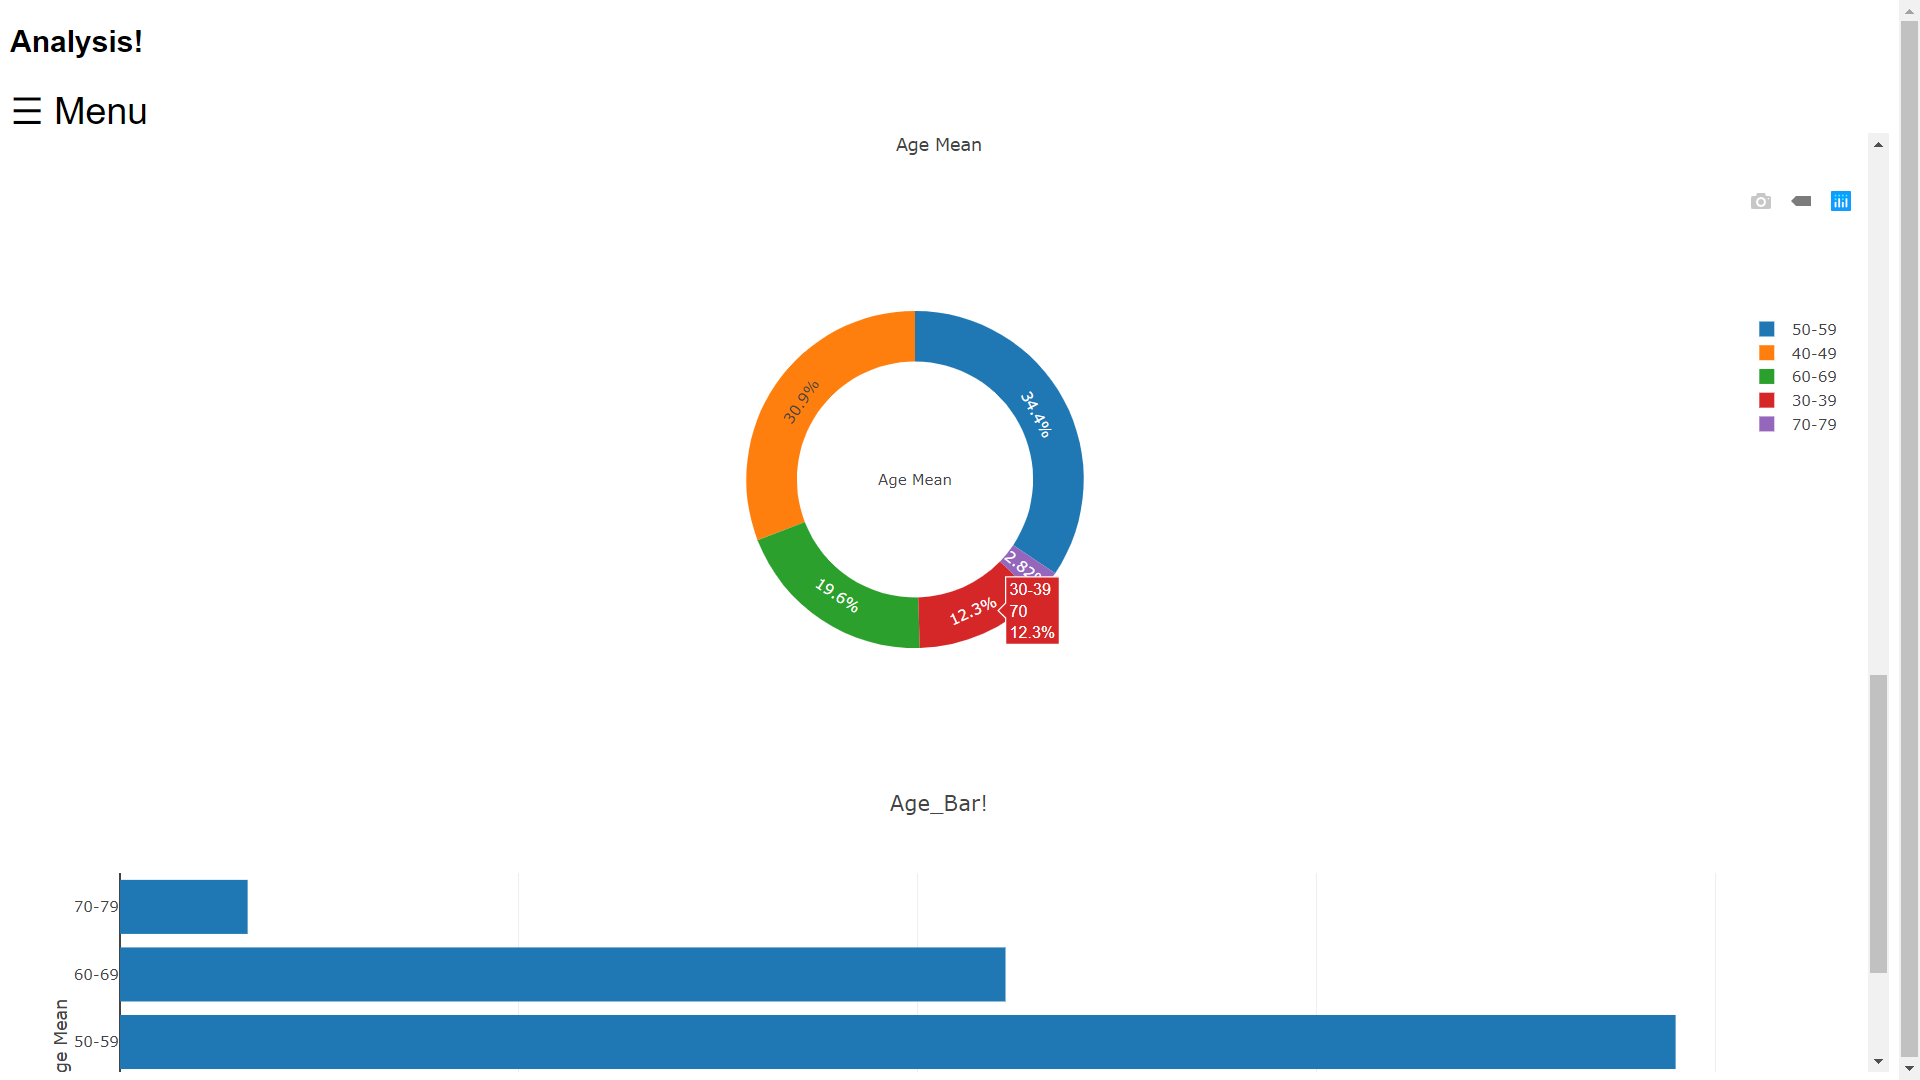 Analysis!
☰ Menu
Age Mean
50-59
40-49
60-69
30-39
70-79
30.9%
34.4%
Age Mean
2.82%
19.6%
12.3%
30-39
70
12.3%
Age_Bar!
70-79
60-69
50-59
ge Mean